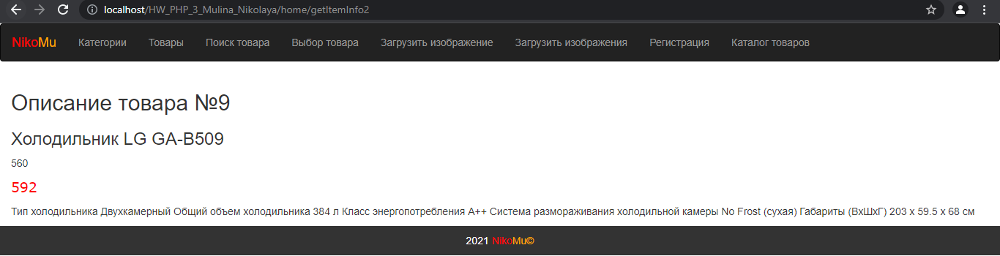 localhost/HW_PHP_3_Mulina_Nikolaya/home/getItemInfo2
NikoMu Категории Товары Поиск товара Выбор товара Загрузить изображение Загрузить изображения Регистрация Каталог товаров
Описание товара №9
Холодильник LG GA-B509
560
592
Тип холодильника Двухкамерный Общий объем холодильника 384 л Класс энергопотребления A++ Система размораживания холодильной камеры No Frost (сухая) Габариты (ВхШхГ) 203 x 59.5 x 68 см
2021 NikoMu©